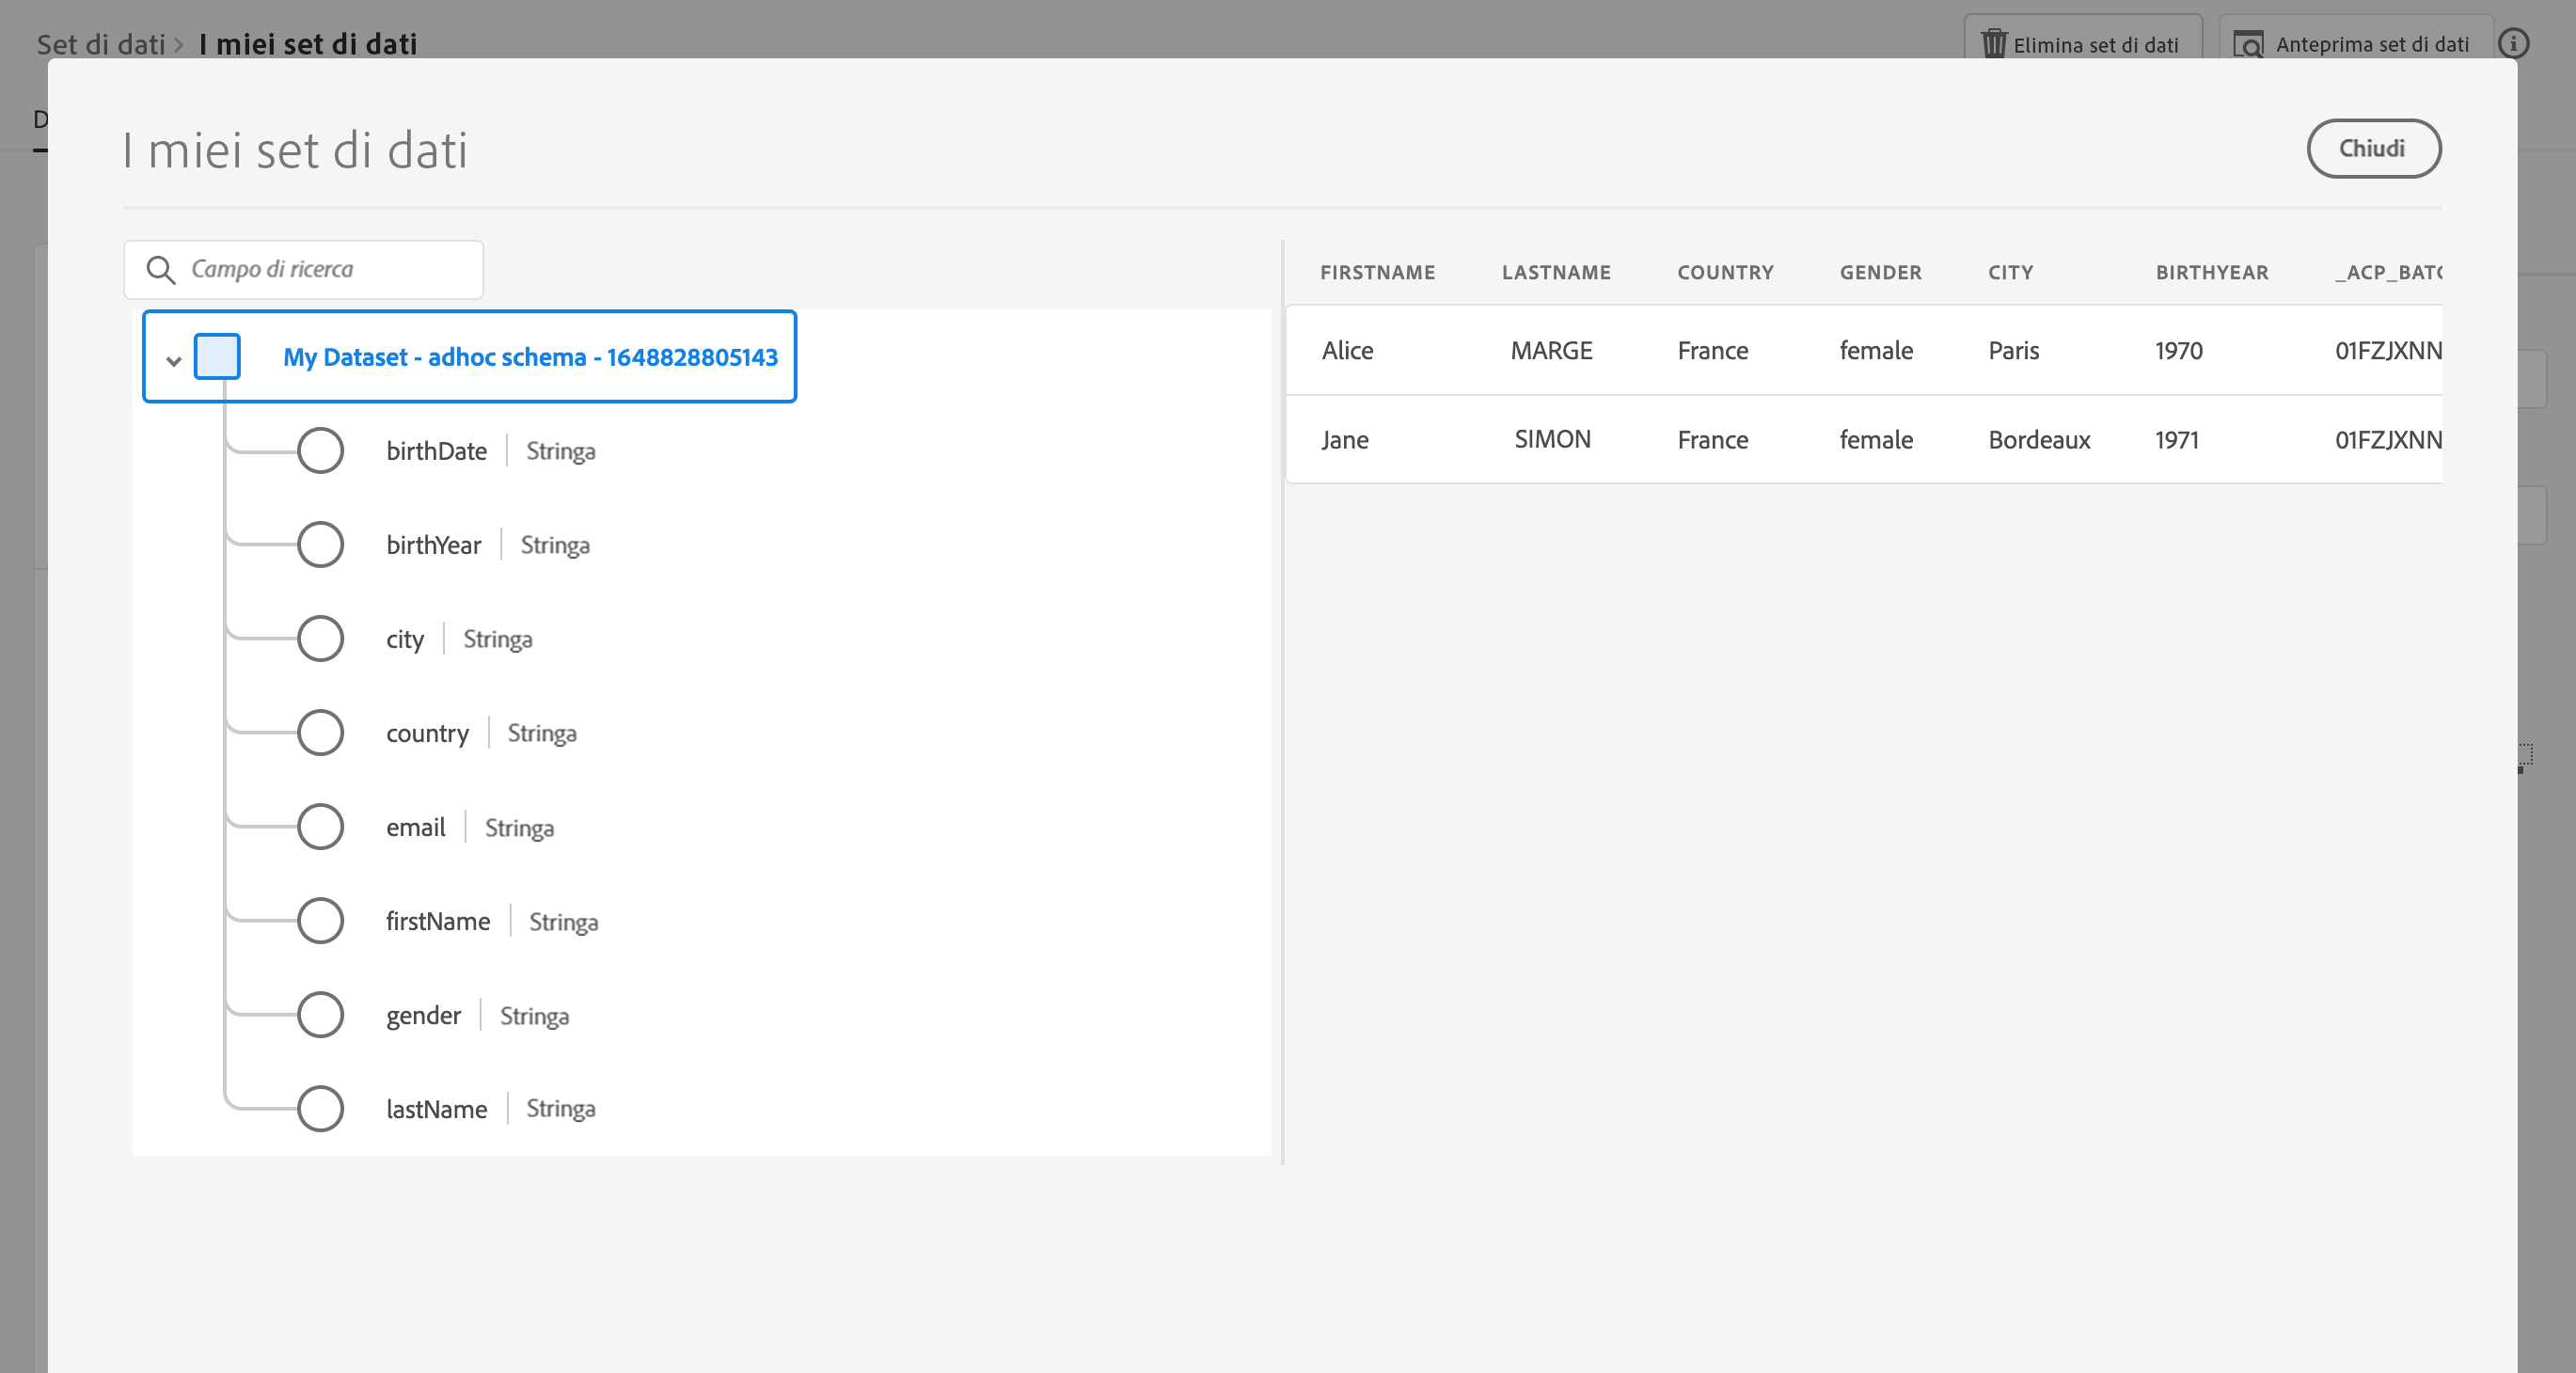 Set di dati > I miei set di dati
Elimina set di dati
Anteprima set di dati
D
I miei set di dati
Chiudi
Campo di ricerca
My Dataset - adhoc schema - 1648828805143
birthDate Stringa
birthYear Stringa
city Stringa
country Stringa
email Stringa
firstName Stringa
gender Stringa
lastName Stringa
FIRSTNAME LASTNAME COUNTRY GENDER CITY BIRTHYEAR _ACP_BATC
Alice MARGE France female Paris 1970 01FZJXNN
Jane SIMON France female Bordeaux 1971 01FZJXNN